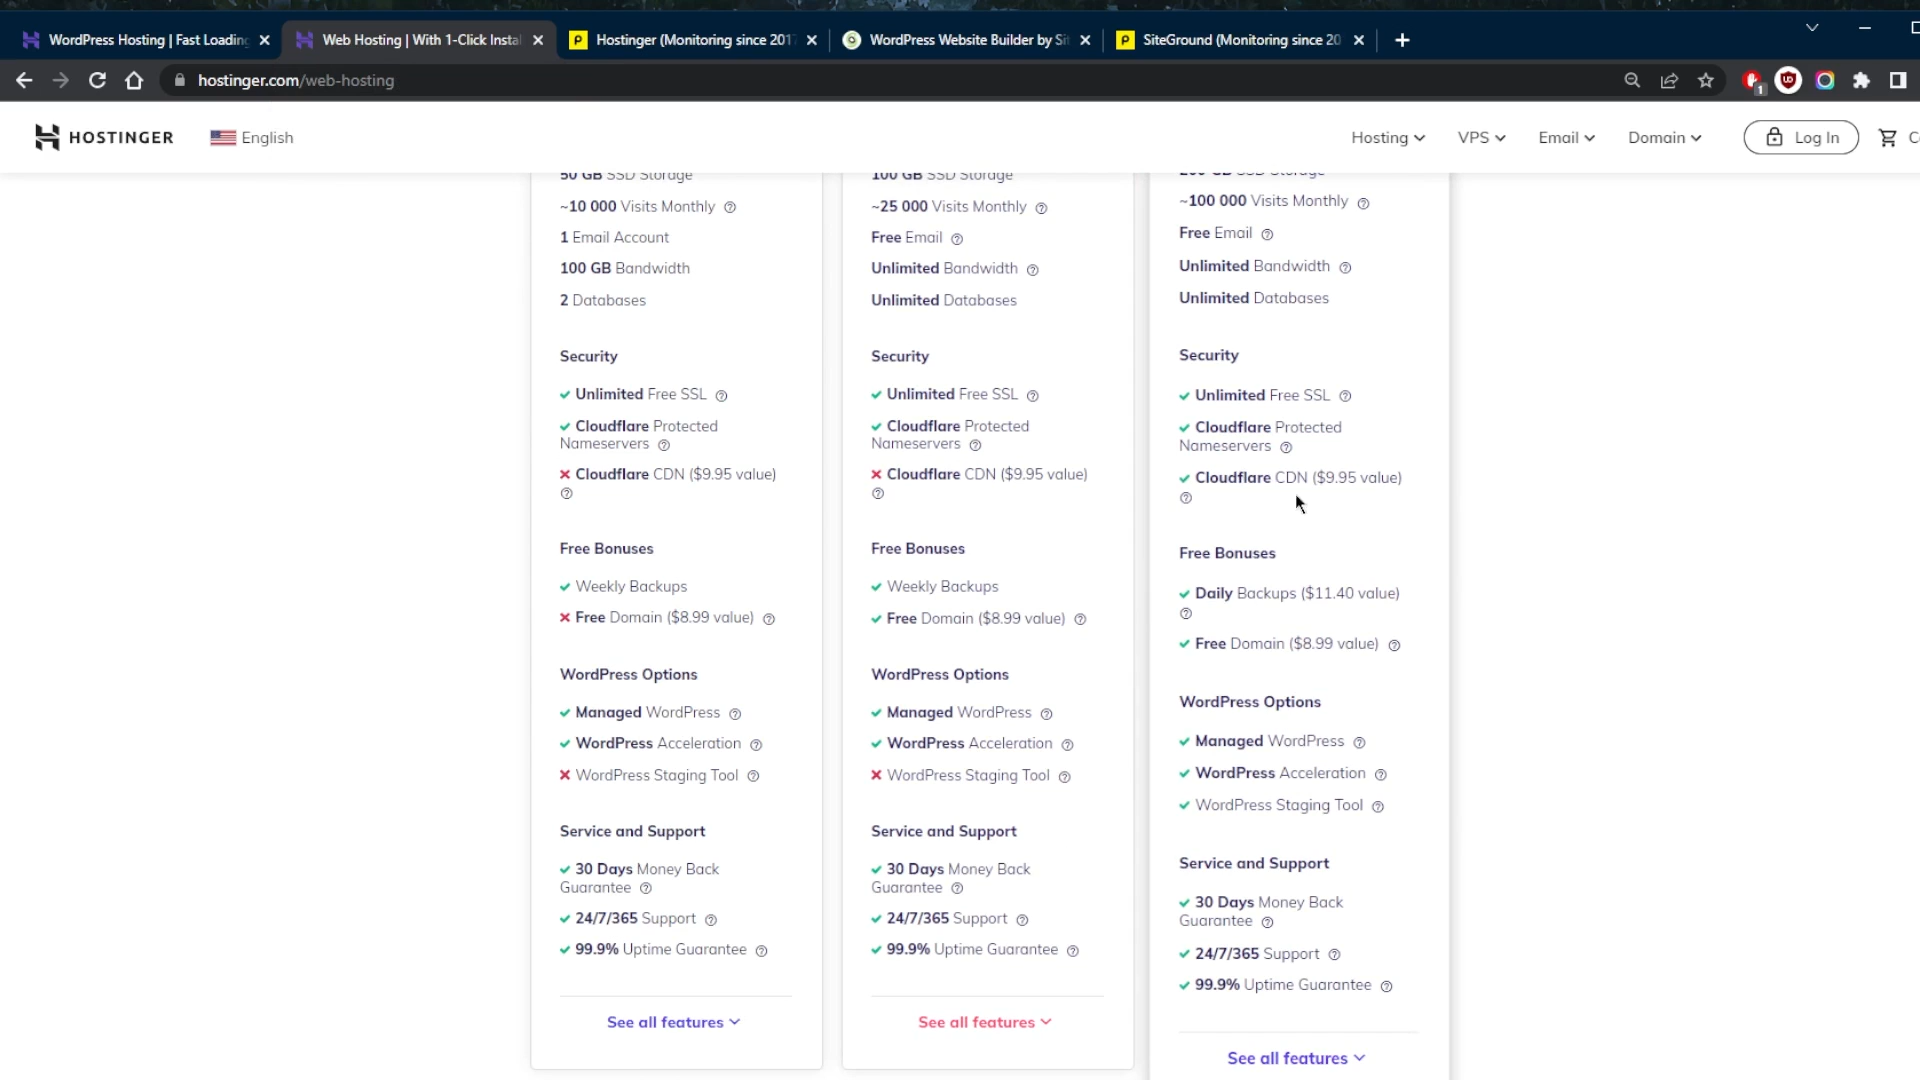 WordPress Hosting | Fast Loading
Web Hosting | With 1-Click Insta
Hostinger (Monitoring since 2017
WordPress Website Builder by Si
SiteGround (Monitoring since 20
hostinger.com/web-hosting
1
HOSTINGER
English
Hosting
VPS
Email
Domain
Log In
50 GB SSD Storage
~10 000 Visits Monthly
1 Email Account
100 GB Bandwidth
2 Databases
Security
Unlimited Free SSL
Cloudflare Protected
Nameservers
Cloudflare CDN ($9.95 value)
Free Bonuses
Weekly Backups
Free Domain ($8.99 value)
WordPress Options
Managed WordPress
WordPress Acceleration
WordPress Staging Tool
Service and Support
30 Days Money Back
Guarantee
24/7/365 Support
99.9% Uptime Guarantee
See all features
100 GB SSD Storage
~25 000 Visits Monthly
Free Email
Unlimited Bandwidth
Unlimited Databases
Security
Unlimited Free SSL
Cloudflare Protected
Nameservers
Cloudflare CDN ($9.95 value)
Free Bonuses
Weekly Backups
Free Domain ($8.99 value)
WordPress Options
Managed WordPress
WordPress Acceleration
WordPress Staging Tool
Service and Support
30 Days Money Back
Guarantee
24/7/365 Support
99.9% Uptime Guarantee
See all features
200 GB SSD Storage
~100 000 Visits Monthly
Free Email
Unlimited Bandwidth
Unlimited Databases
Security
Unlimited Free SSL
Cloudflare Protected
Nameservers
Cloudflare CDN ($9.95 value)
Free Bonuses
Daily Backups ($11.40 value)
Free Domain ($8.99 value)
WordPress Options
Managed WordPress
WordPress Acceleration
WordPress Staging Tool
Service and Support
30 Days Money Back
Guarantee
24/7/365 Support
99.9% Uptime Guarantee
See all features